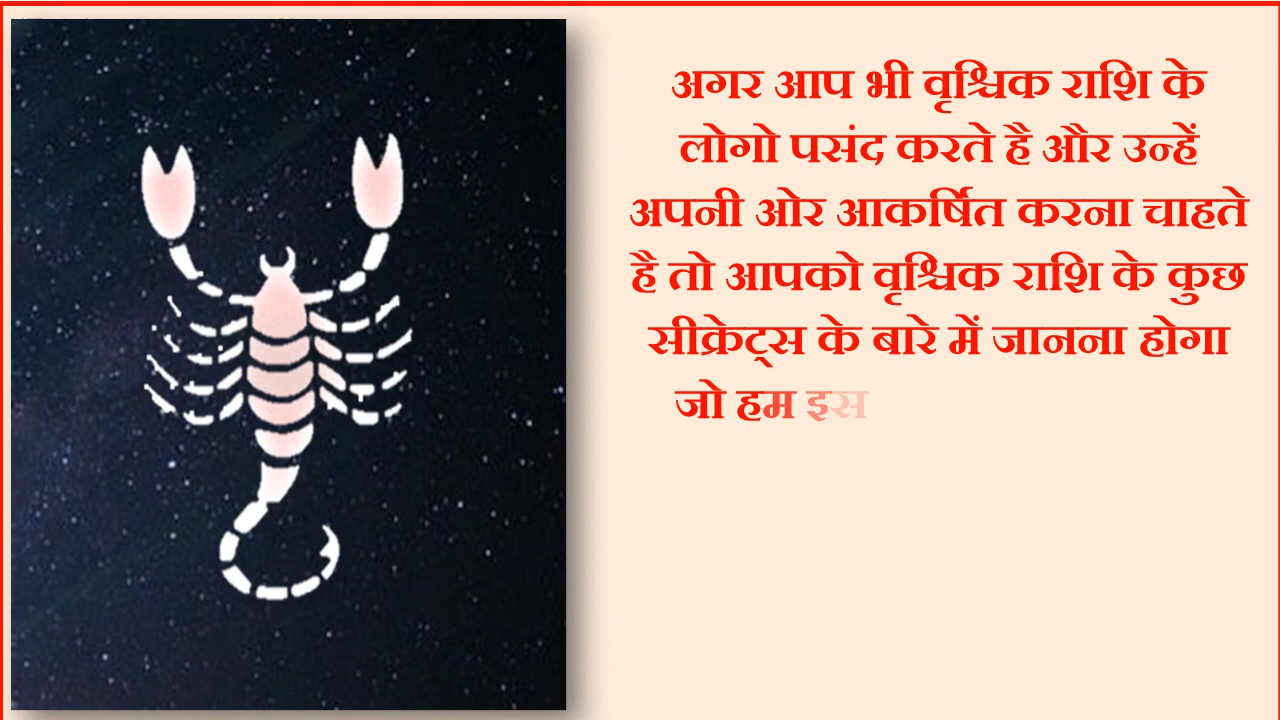 अगर आप भी वृश्चिक राशि के
लोगो पसंद करते है और उन्हें
अपनी ओर आकर्षित करना चाहते
है तो आपको वृश्चिक राशि के कुछ
सीक्रेट्स के बारे में जानना होगा
जो हम इस